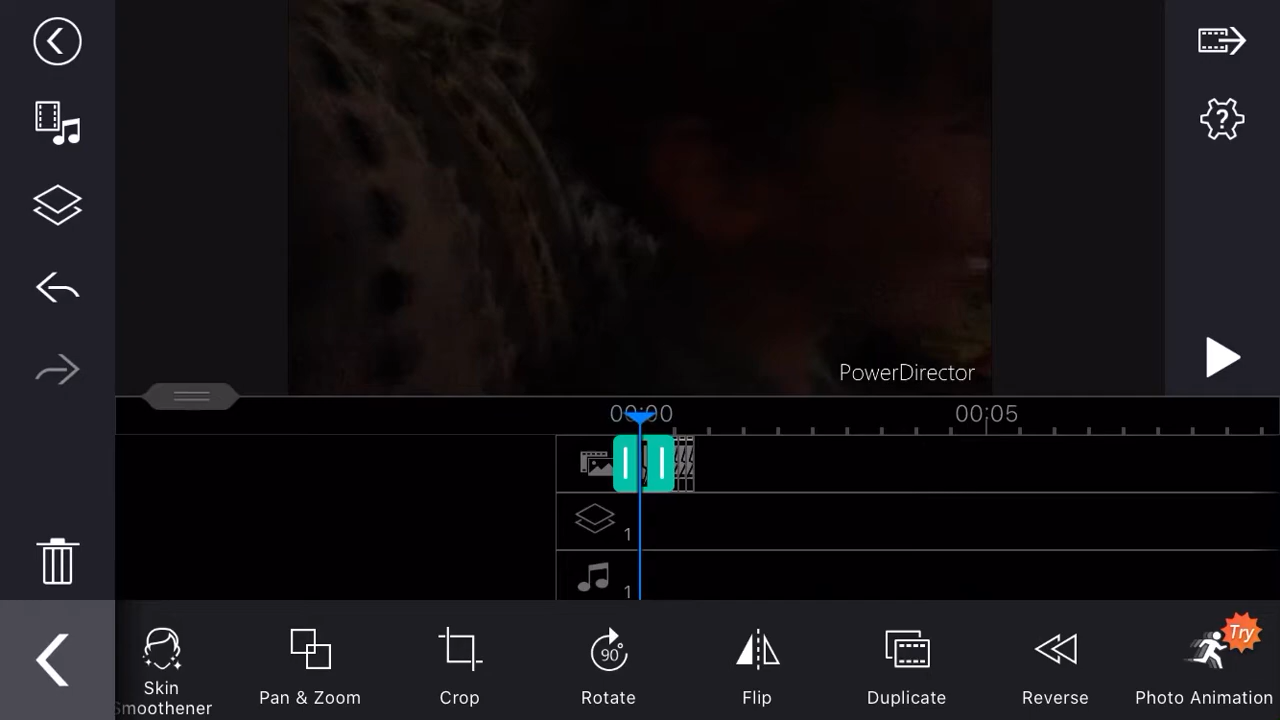 ?
PowerDirector
00:00
00:05
1
1
Skin
Smoothener
Pan & Zoom
Crop
90°
Rotate
Flip
Duplicate
Reverse
Try
Photo Animation